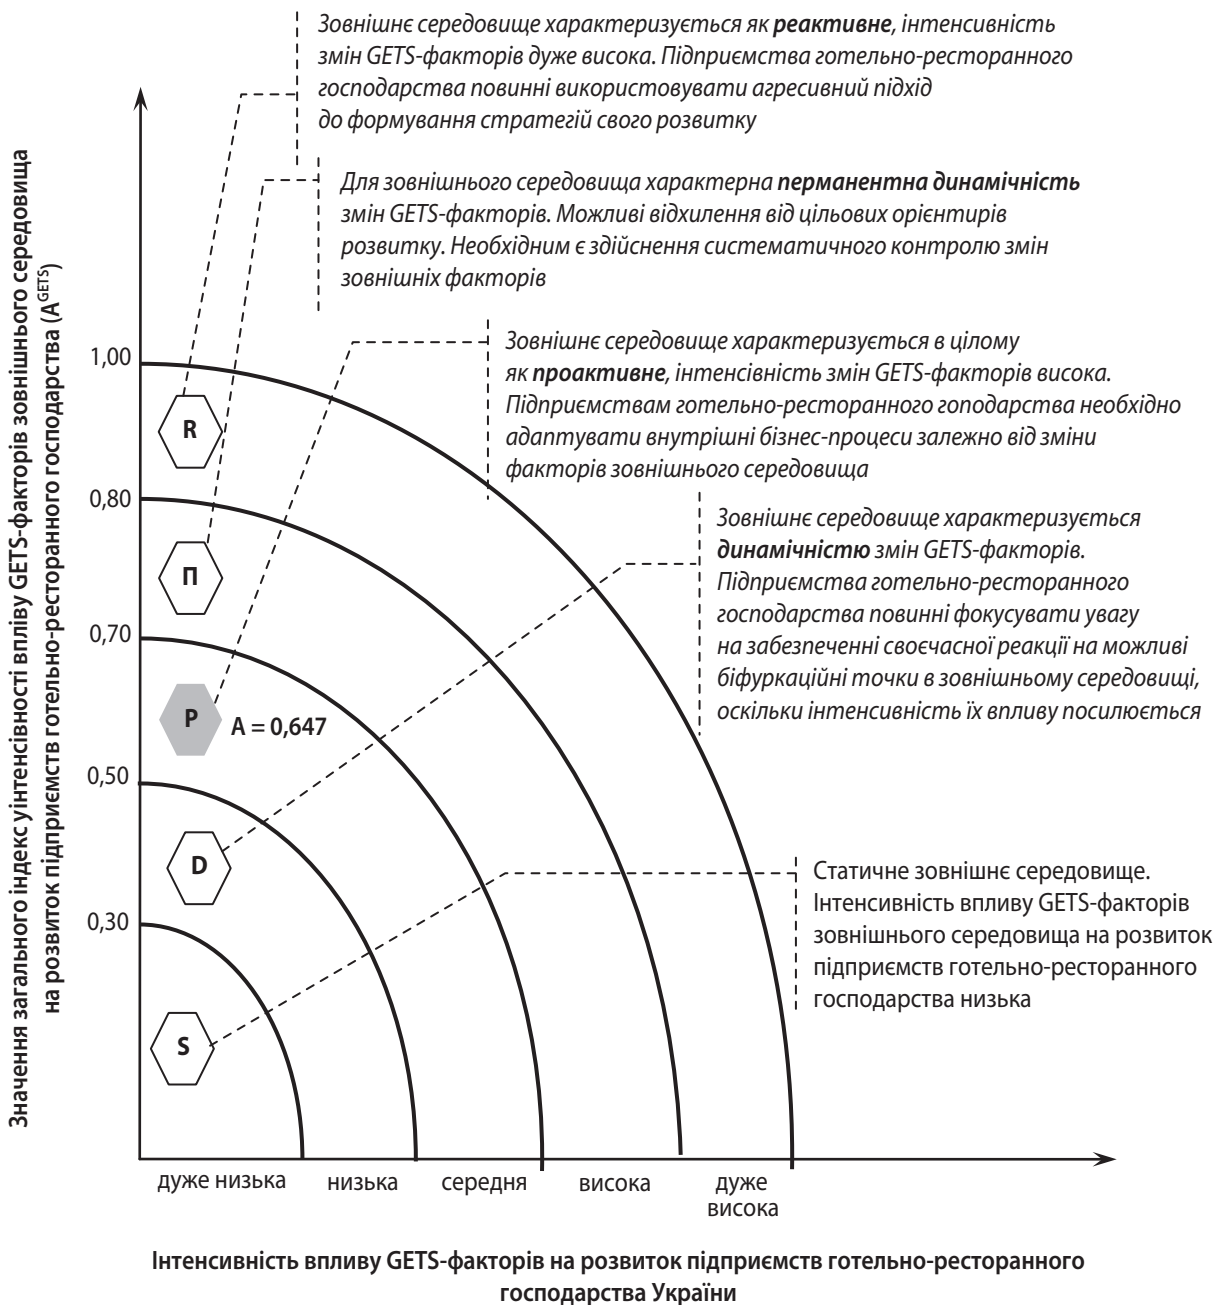 Зовнішнє середовище характеризується як реактивне, інтенсивність
змін GETS-факторів дуже висока. Підприємства готельно-ресторанного
господарства повинні використовувати агресивний підхід
до формування стратегій свого розвитку
Для зовнішнього середовища характерна перманентна динамічність
змін GETS-факторів. Можливі відхилення від цільових орієнтирів
розвитку. Необхідним є здійснення систематичного контролю змін
зовнішніх факторів
Зовнішнє середовище характеризується в цілому
як проактивне, інтенсівність змін GETS-факторів висока.
Підприємствам готельно-ресторанного гоподарства необхідно
адаптувати внутрішні бізнес-процеси залежно від зміни
факторів зовнішнього середовища
Зовнішнє середовище характеризується
динамічністю змін GETS-факторів.
Підприємства готельно-ресторанного
господарства повинні фокусувати увагу
на забезпеченні своєчасної реакції на можливі
біфуркаційні точки в зовнішньому середовищі,
оскільки інтенсивність їх впливу посилюється
Статичне зовнішнє середовище.
Інтенсивність впливу GETS-факторів
зовнішнього середовища на розвиток
підприємств готельно-ресторанного
господарства низька
Значення загального індекс уінтенсівності впліву GETS-факторів зовнішнього середовища
на розвиток підприємств готельно-ресторанного господарства (A^GETS)
1,00
R
0,80
П
0,70
P
A = 0,647
0,50
D
0,30
S
дуже низька
низька
середня
висока
дуже
висока
Інтенсивність впливу GETS-факторів на розвиток підприємств готельно-ресторанного
господарства України